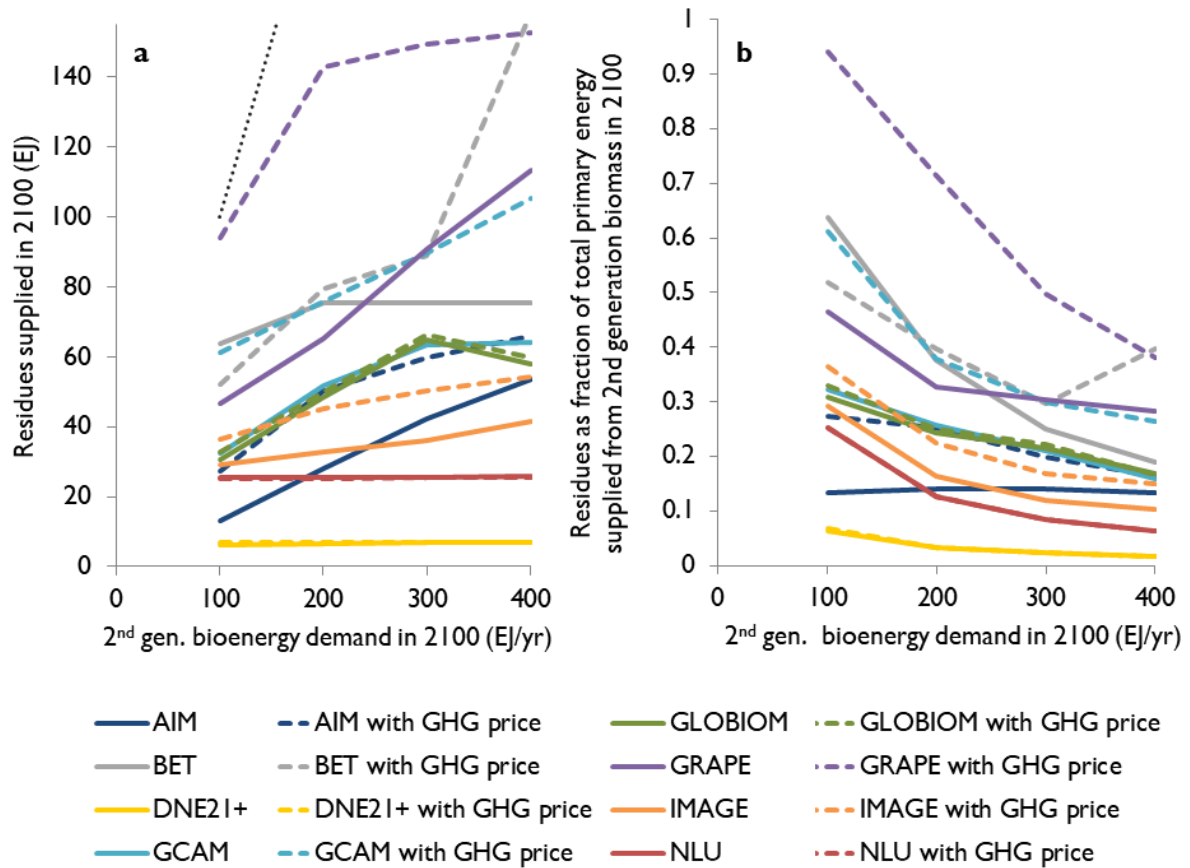 a
Residues supplied in 2100 (EJ)
140
120
100
80
60
40
20
0
0 100 200 300 400
2nd gen. bioenergy demand in 2100 (EJ/yr)
b
Residues as fraction of total primary energy
supplied from 2nd generation biomass in 2100
1
0.9
0.8
0.7
0.6
0.5
0.4
0.3
0.2
0.1
0
0 100 200 300 400
2nd gen. bioenergy demand in 2100 (EJ/yr)
AIM AIM with GHG price GLOBIOM GLOBIOM with GHG price
BET BET with GHG price GRAPE GRAPE with GHG price
DNE21+ DNE21+ with GHG price IMAGE IMAGE with GHG price
GCAM GCAM with GHG price NLU NLU with GHG price